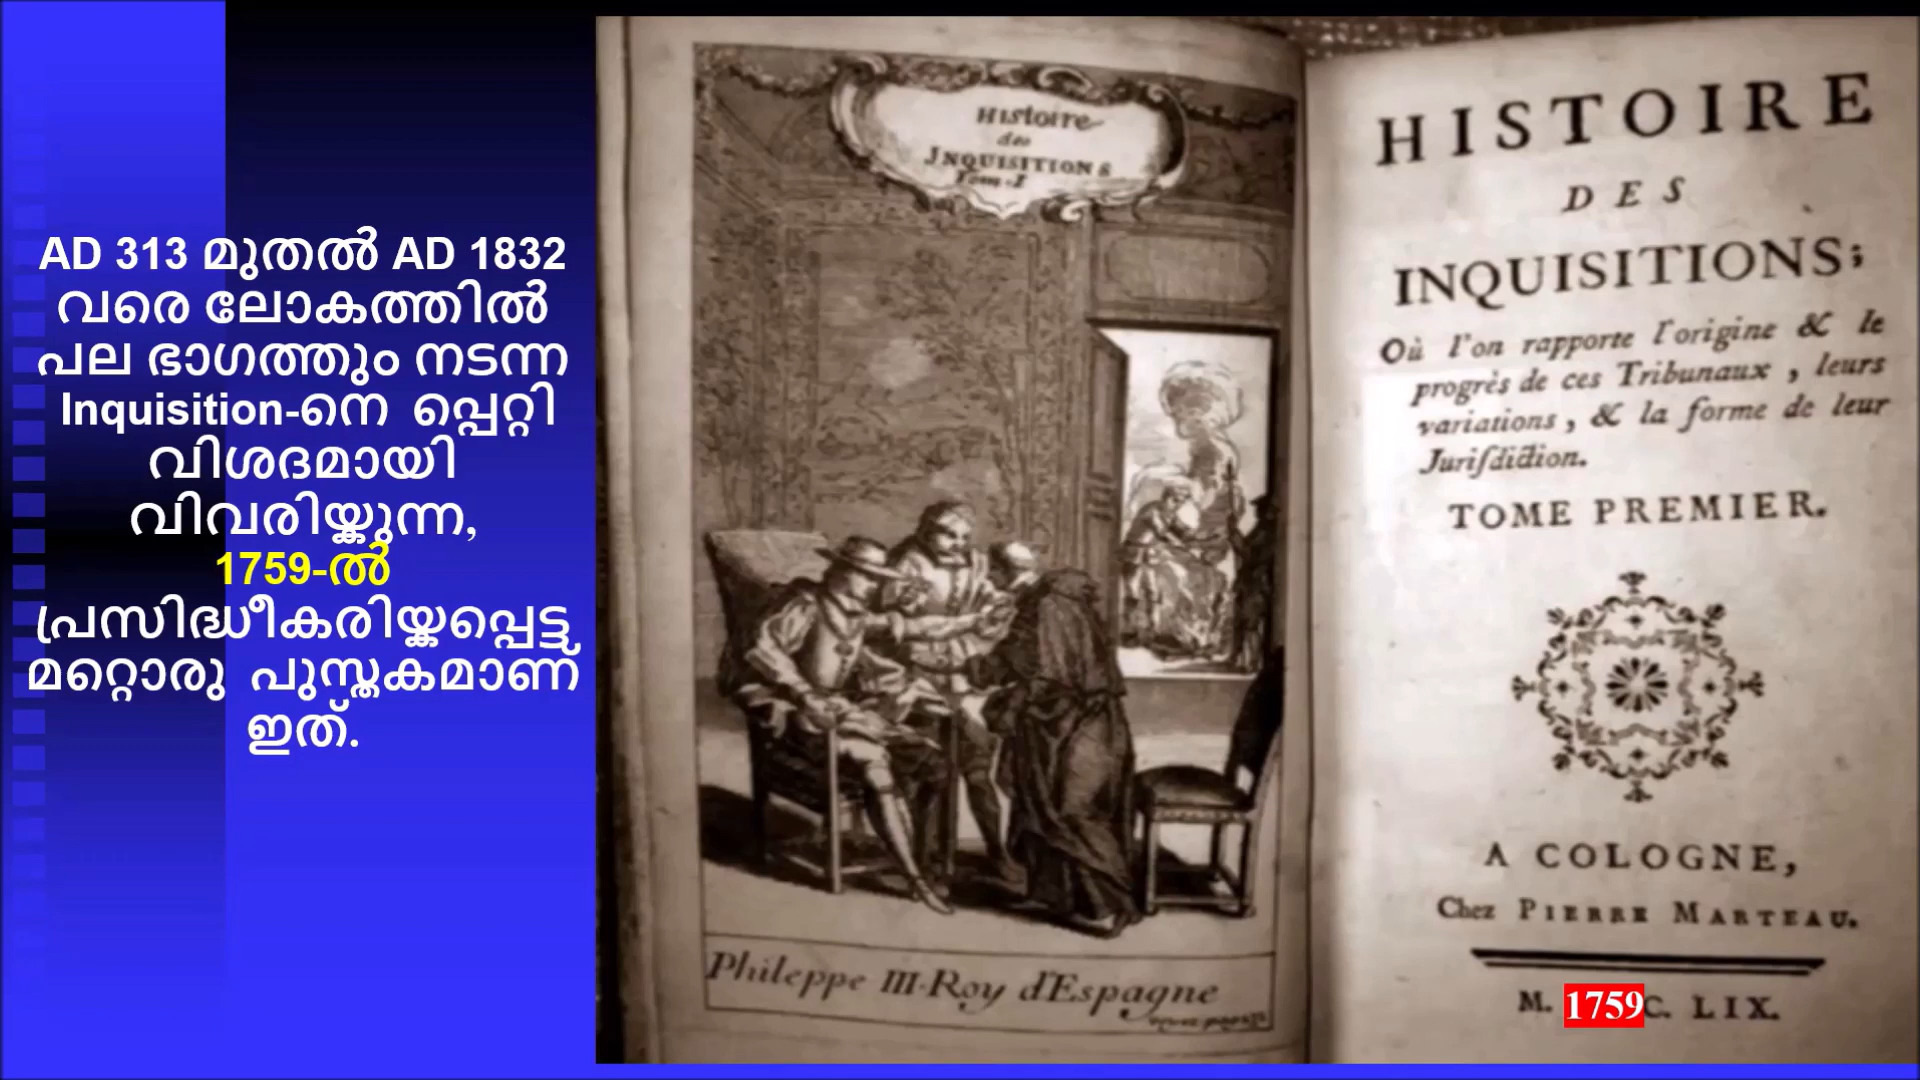 AD 313 മുതൽ AD 1832
വരെ ലോകത്തിൽ
പല ഭാഗത്തും നടന്ന
Inquisition-നെ പ്പെറ്റി
വിശദമായി
വിവരിയ്ക്കുന്ന,
1759-ൽ
പ്രസിദ്ധീകരിയ്ക്കപ്പെട്ട
മറ്റൊരു പുസ്തകമാണ്
ഇത്.
Histoire
des
JNQUISITIONS
Tom. I
Phileppe III. Roy d'Espagne
HISTOIRE
DES
INQUISITIONS;
Où l'on rapporte l'origine & le
progrès de ces Tribunaux, leurs
variations, & la forme de leur
Jurisdiction.
TOME PREMIER.
A COLOGNE,
Chez PIERRE MARTEAU.
M. 1759 C. LIX.